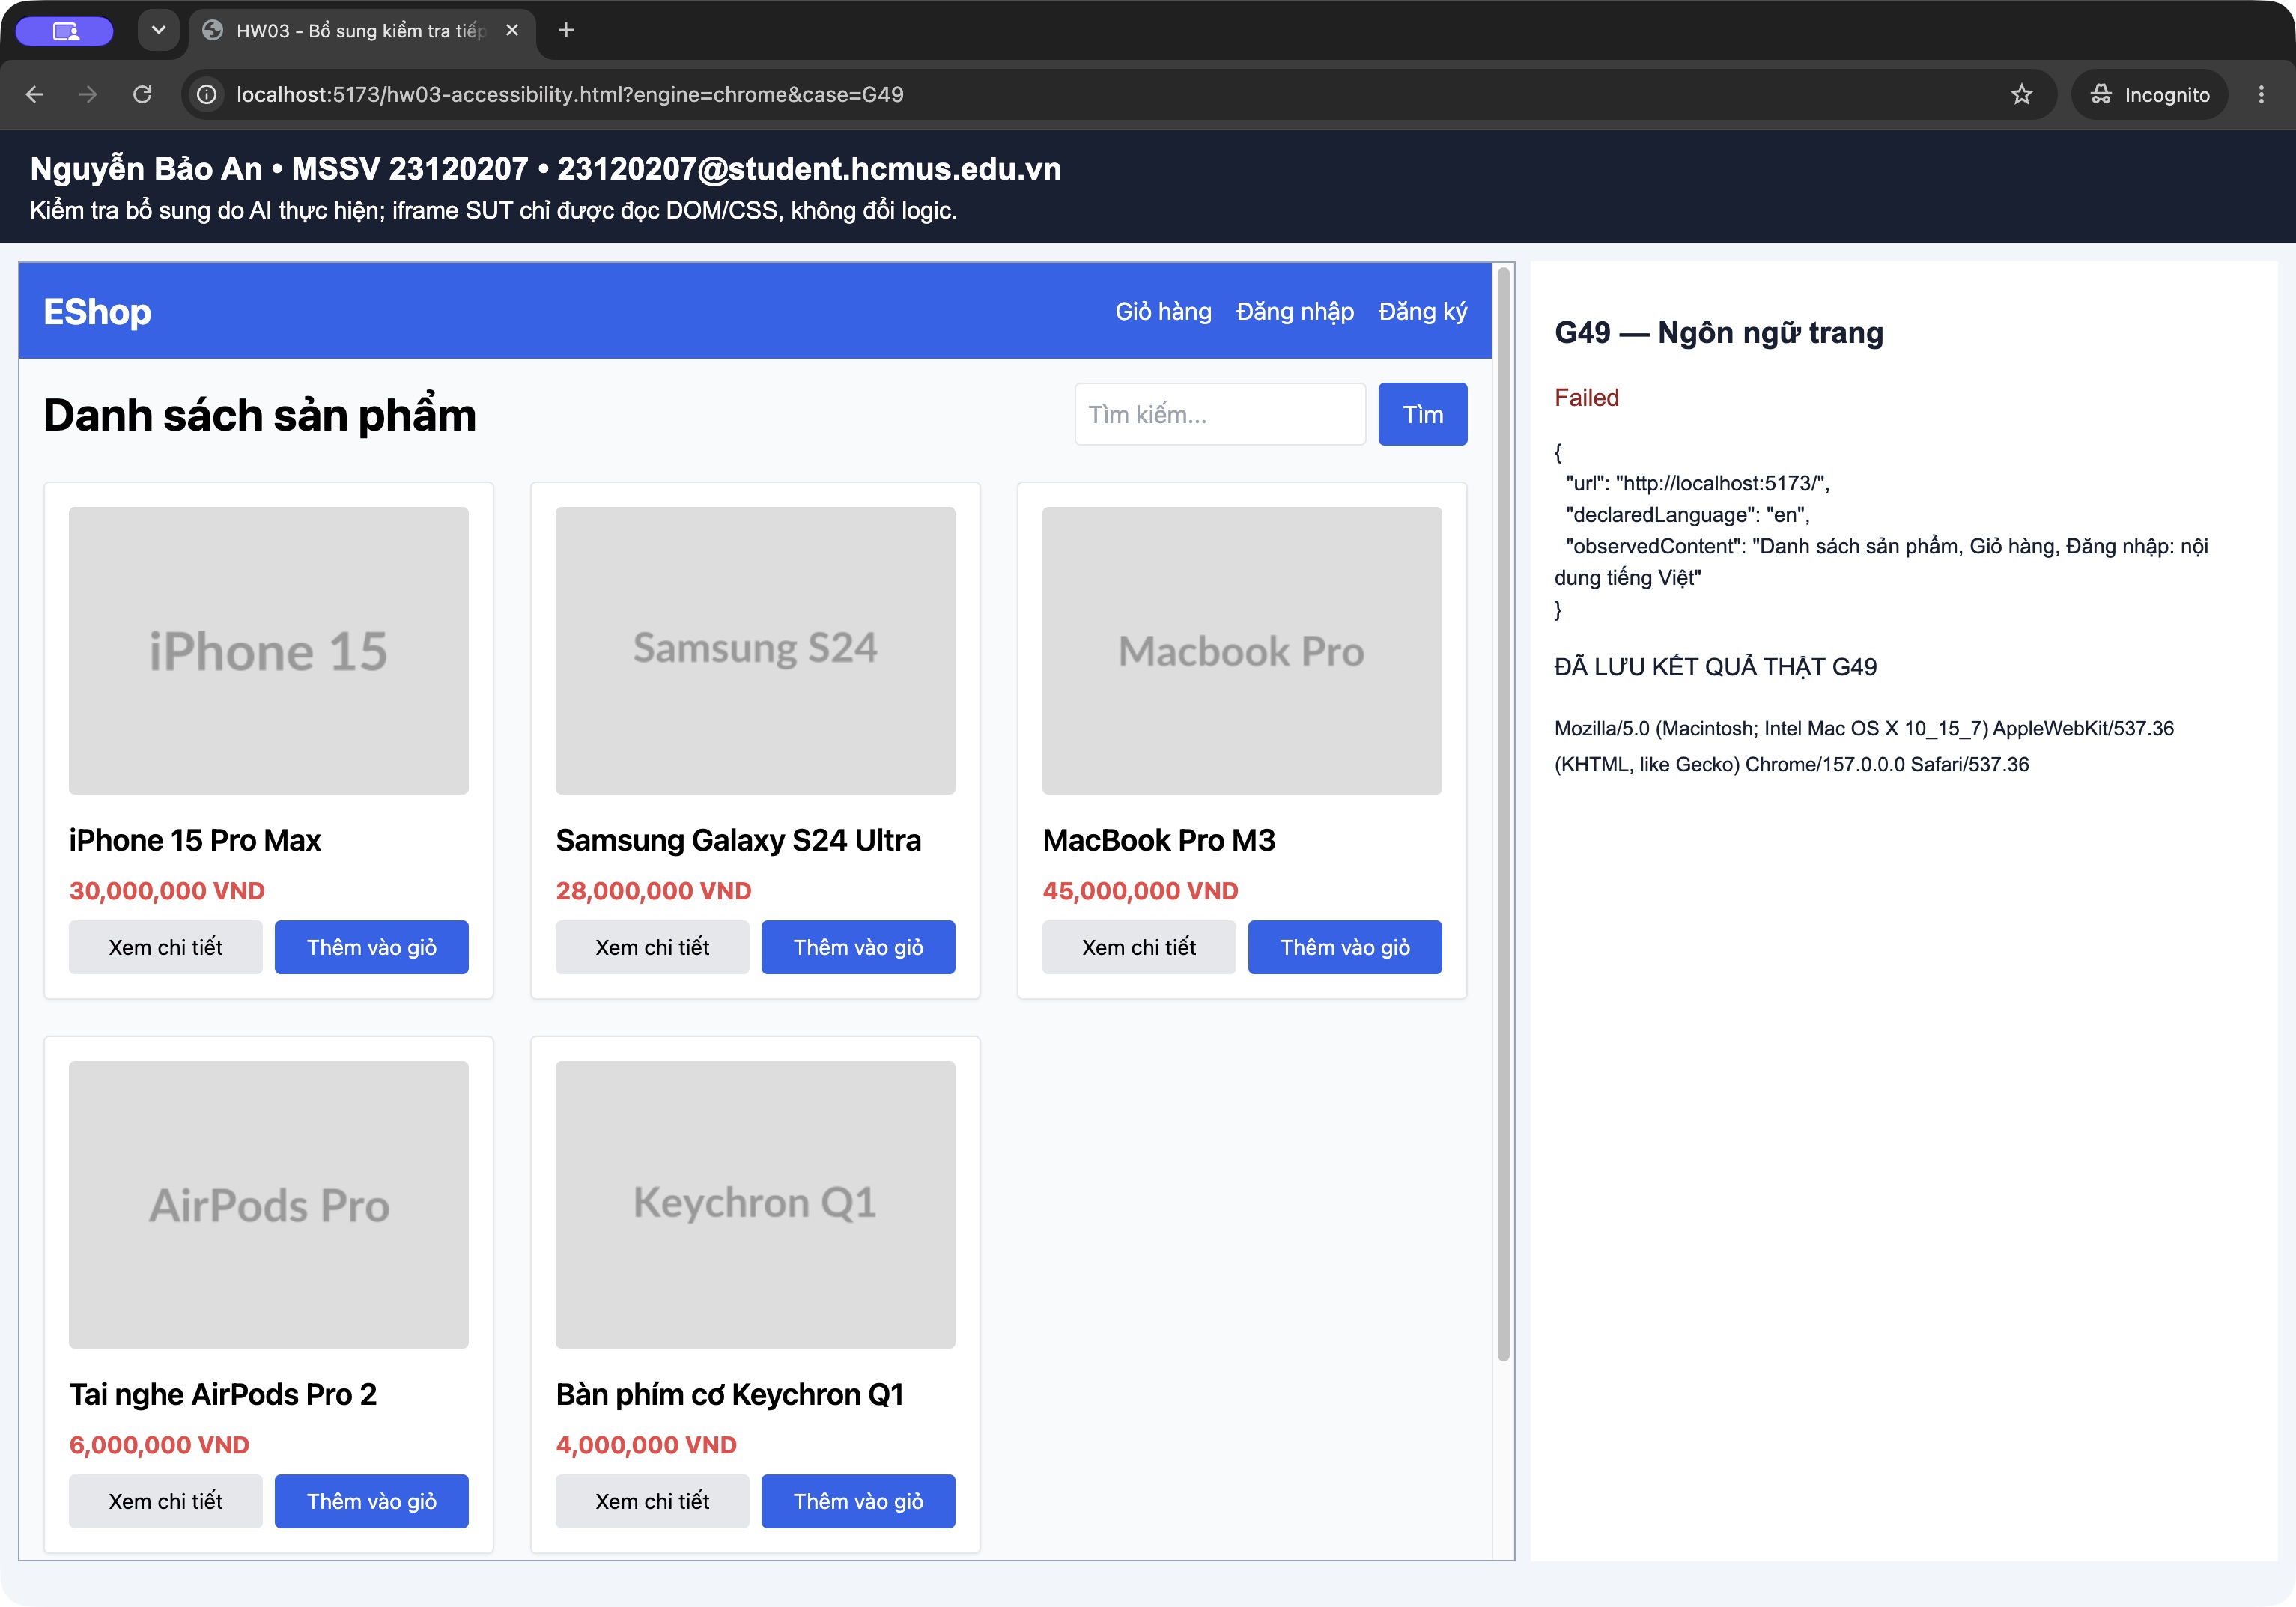 HW03 - Bổ sung kiểm tra tiếp
localhost:5173/hw03-accessibility.html?engine=chrome&case=G49
Incognito
Nguyễn Bảo An • MSSV 23120207 • 23120207@student.hcmus.edu.vn
Kiểm tra bổ sung do AI thực hiện; iframe SUT chỉ được đọc DOM/CSS, không đổi logic.
EShop
Giỏ hàng Đăng nhập Đăng ký
Danh sách sản phẩm
Tìm kiếm...
Tìm
iPhone 15
Samsung S24
Macbook Pro
iPhone 15 Pro Max
Samsung Galaxy S24 Ultra
MacBook Pro M3
30,000,000 VND
28,000,000 VND
45,000,000 VND
Xem chi tiết
Thêm vào giỏ
Xem chi tiết
Thêm vào giỏ
Xem chi tiết
Thêm vào giỏ
AirPods Pro
Keychron Q1
Tai nghe AirPods Pro 2
Bàn phím cơ Keychron Q1
6,000,000 VND
4,000,000 VND
Xem chi tiết
Thêm vào giỏ
Xem chi tiết
Thêm vào giỏ
G49 — Ngôn ngữ trang
Failed
{
"url": "http://localhost:5173/",
"declaredLanguage": "en",
"observedContent": "Danh sách sản phẩm, Giỏ hàng, Đăng nhập: nội
dung tiếng Việt"
}
ĐÃ LƯU KẾT QUẢ THẬT G49
Mozilla/5.0 (Macintosh; Intel Mac OS X 10_15_7) AppleWebKit/537.36
(KHTML, like Gecko) Chrome/157.0.0.0 Safari/537.36